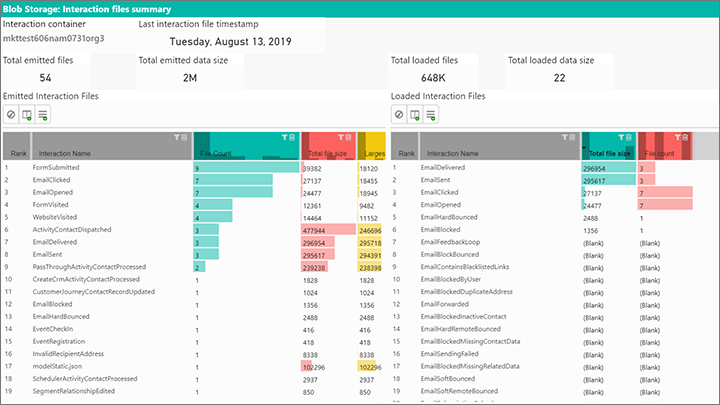 Blob Storage: Interaction files summary
Interaction container
Last interaction file timestamp
mkttest606nam0731org3
Tuesday, August 13, 2019
Total emitted files
Total emitted data size
Total loaded files
Total loaded data size
54
2M
648K
22
Emitted Interaction Files
Loaded Interaction Files
Rank Interaction Name File Count Total file size Larges
1 FormSubmitted 9 39382 18120
2 EmailClicked 7 27137 18455
3 EmailOpened 7 24477 18945
4 FormVisited 4 12361 9482
5 WebsiteVisited 4 14464 11152
6 ActivityContactDispatched 3 477944 246696
7 EmailDelivered 3 296954 295718
8 EmailSent 3 295617 294391
9 PassThroughActivityContactProcessed 2 239238 238398
10 CreateCrmActivityContactProcessed 1 1828 1828
11 CustomerJourneyContactRecordUpdated 1 1024 1024
12 EmailBlocked 1 1356 1356
13 EmailHardBounced 1 2488 2488
14 EventCheckIn 1 416 416
15 EventRegistration 1 418 418
16 InvalidRecipientAddress 1 8338 8338
17 modelStatic.json 1 102296 102296
18 SchedulerActivityContactProcessed 1 2937 2937
19 SegmentRelationshipEdited 1 850 850
Rank Interaction Name Total file size File count
1 EmailDelivered 296954 3
2 EmailSent 295617 3
3 EmailClicked 27137 7
4 EmailOpened 24477 7
5 EmailHardBounced 2488 1
6 EmailBlocked 1356 1
7 EmailFeedbackLoop (Blank) (Blank)
8 EmailBlockBounced (Blank) (Blank)
9 EmailContainsBlacklistedLinks (Blank) (Blank)
10 EmailBlockedByUser (Blank) (Blank)
11 EmailBlockedDuplicateAddress (Blank) (Blank)
12 EmailForwarded (Blank) (Blank)
13 EmailBlockedInactiveContact (Blank) (Blank)
14 EmailHardRemoteBounced (Blank) (Blank)
15 EmailBlockedMissingContactData (Blank) (Blank)
16 EmailSendingFailed (Blank) (Blank)
17 EmailBlockedMissingRelatedData (Blank) (Blank)
18 EmailSoftBounced (Blank) (Blank)
19 EmailSoftRemoteBounced (Blank) (Blank)